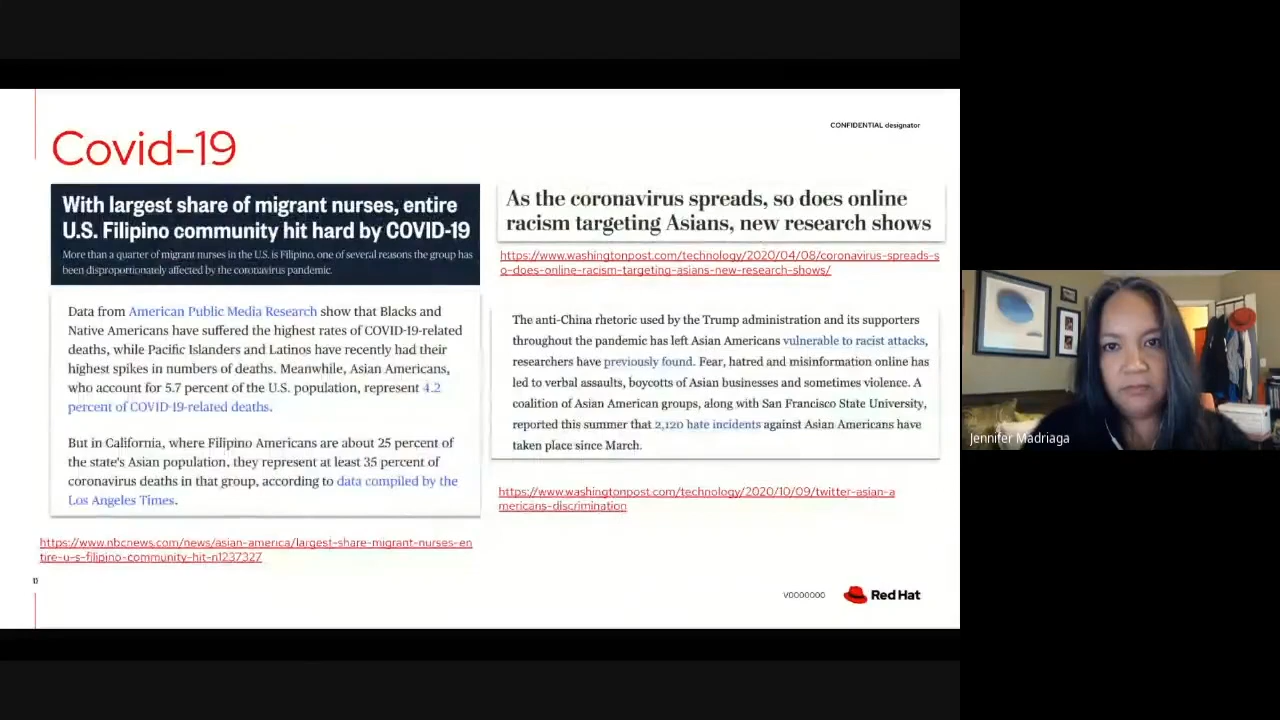 CONFIDENTIAL designator
Covid-19
With largest share of migrant nurses, entire
U.S. Filipino community hit hard by COVID-19
More than a quarter of migrant nurses in the U.S. is Filipino, one of several reasons the group has
been disproportionately affected by the coronavirus pandemic.
Data from American Public Media Research show that Blacks and
Native Americans have suffered the highest rates of COVID-19-related
deaths, while Pacific Islanders and Latinos have recently had their
highest spikes in numbers of deaths. Meanwhile, Asian Americans,
who account for 5.7 percent of the U.S. population, represent 4.2
percent of COVID-19-related deaths.
But in California, where Filipino Americans are about 25 percent of
the state's Asian population, they represent at least 35 percent of
coronavirus deaths in that group, according to data compiled by the
Los Angeles Times.
https://www.nbcnews.com/news/asian-america/largest-share-migrant-nurses-en
tire-u-s-filipino-community-hit-n1237327
As the coronavirus spreads, so does online
racism targeting Asians, new research shows
https://www.washingtonpost.com/technology/2020/04/08/coronavirus-spreads-s
o-does-online-racism-targeting-asians-new-research-shows/
The anti-China rhetoric used by the Trump administration and its supporters
throughout the pandemic has left Asian Americans vulnerable to racist attacks,
researchers have previously found. Fear, hatred and misinformation online has
led to verbal assaults, boycotts of Asian businesses and sometimes violence. A
coalition of Asian American groups, along with San Francisco State University,
reported this summer that 2,120 hate incidents against Asian Americans have
taken place since March.
https://www.washingtonpost.com/technology/2020/10/09/twitter-asian-a
mericans-discrimination
V0000000
Red Hat
Jennifer Madriaga